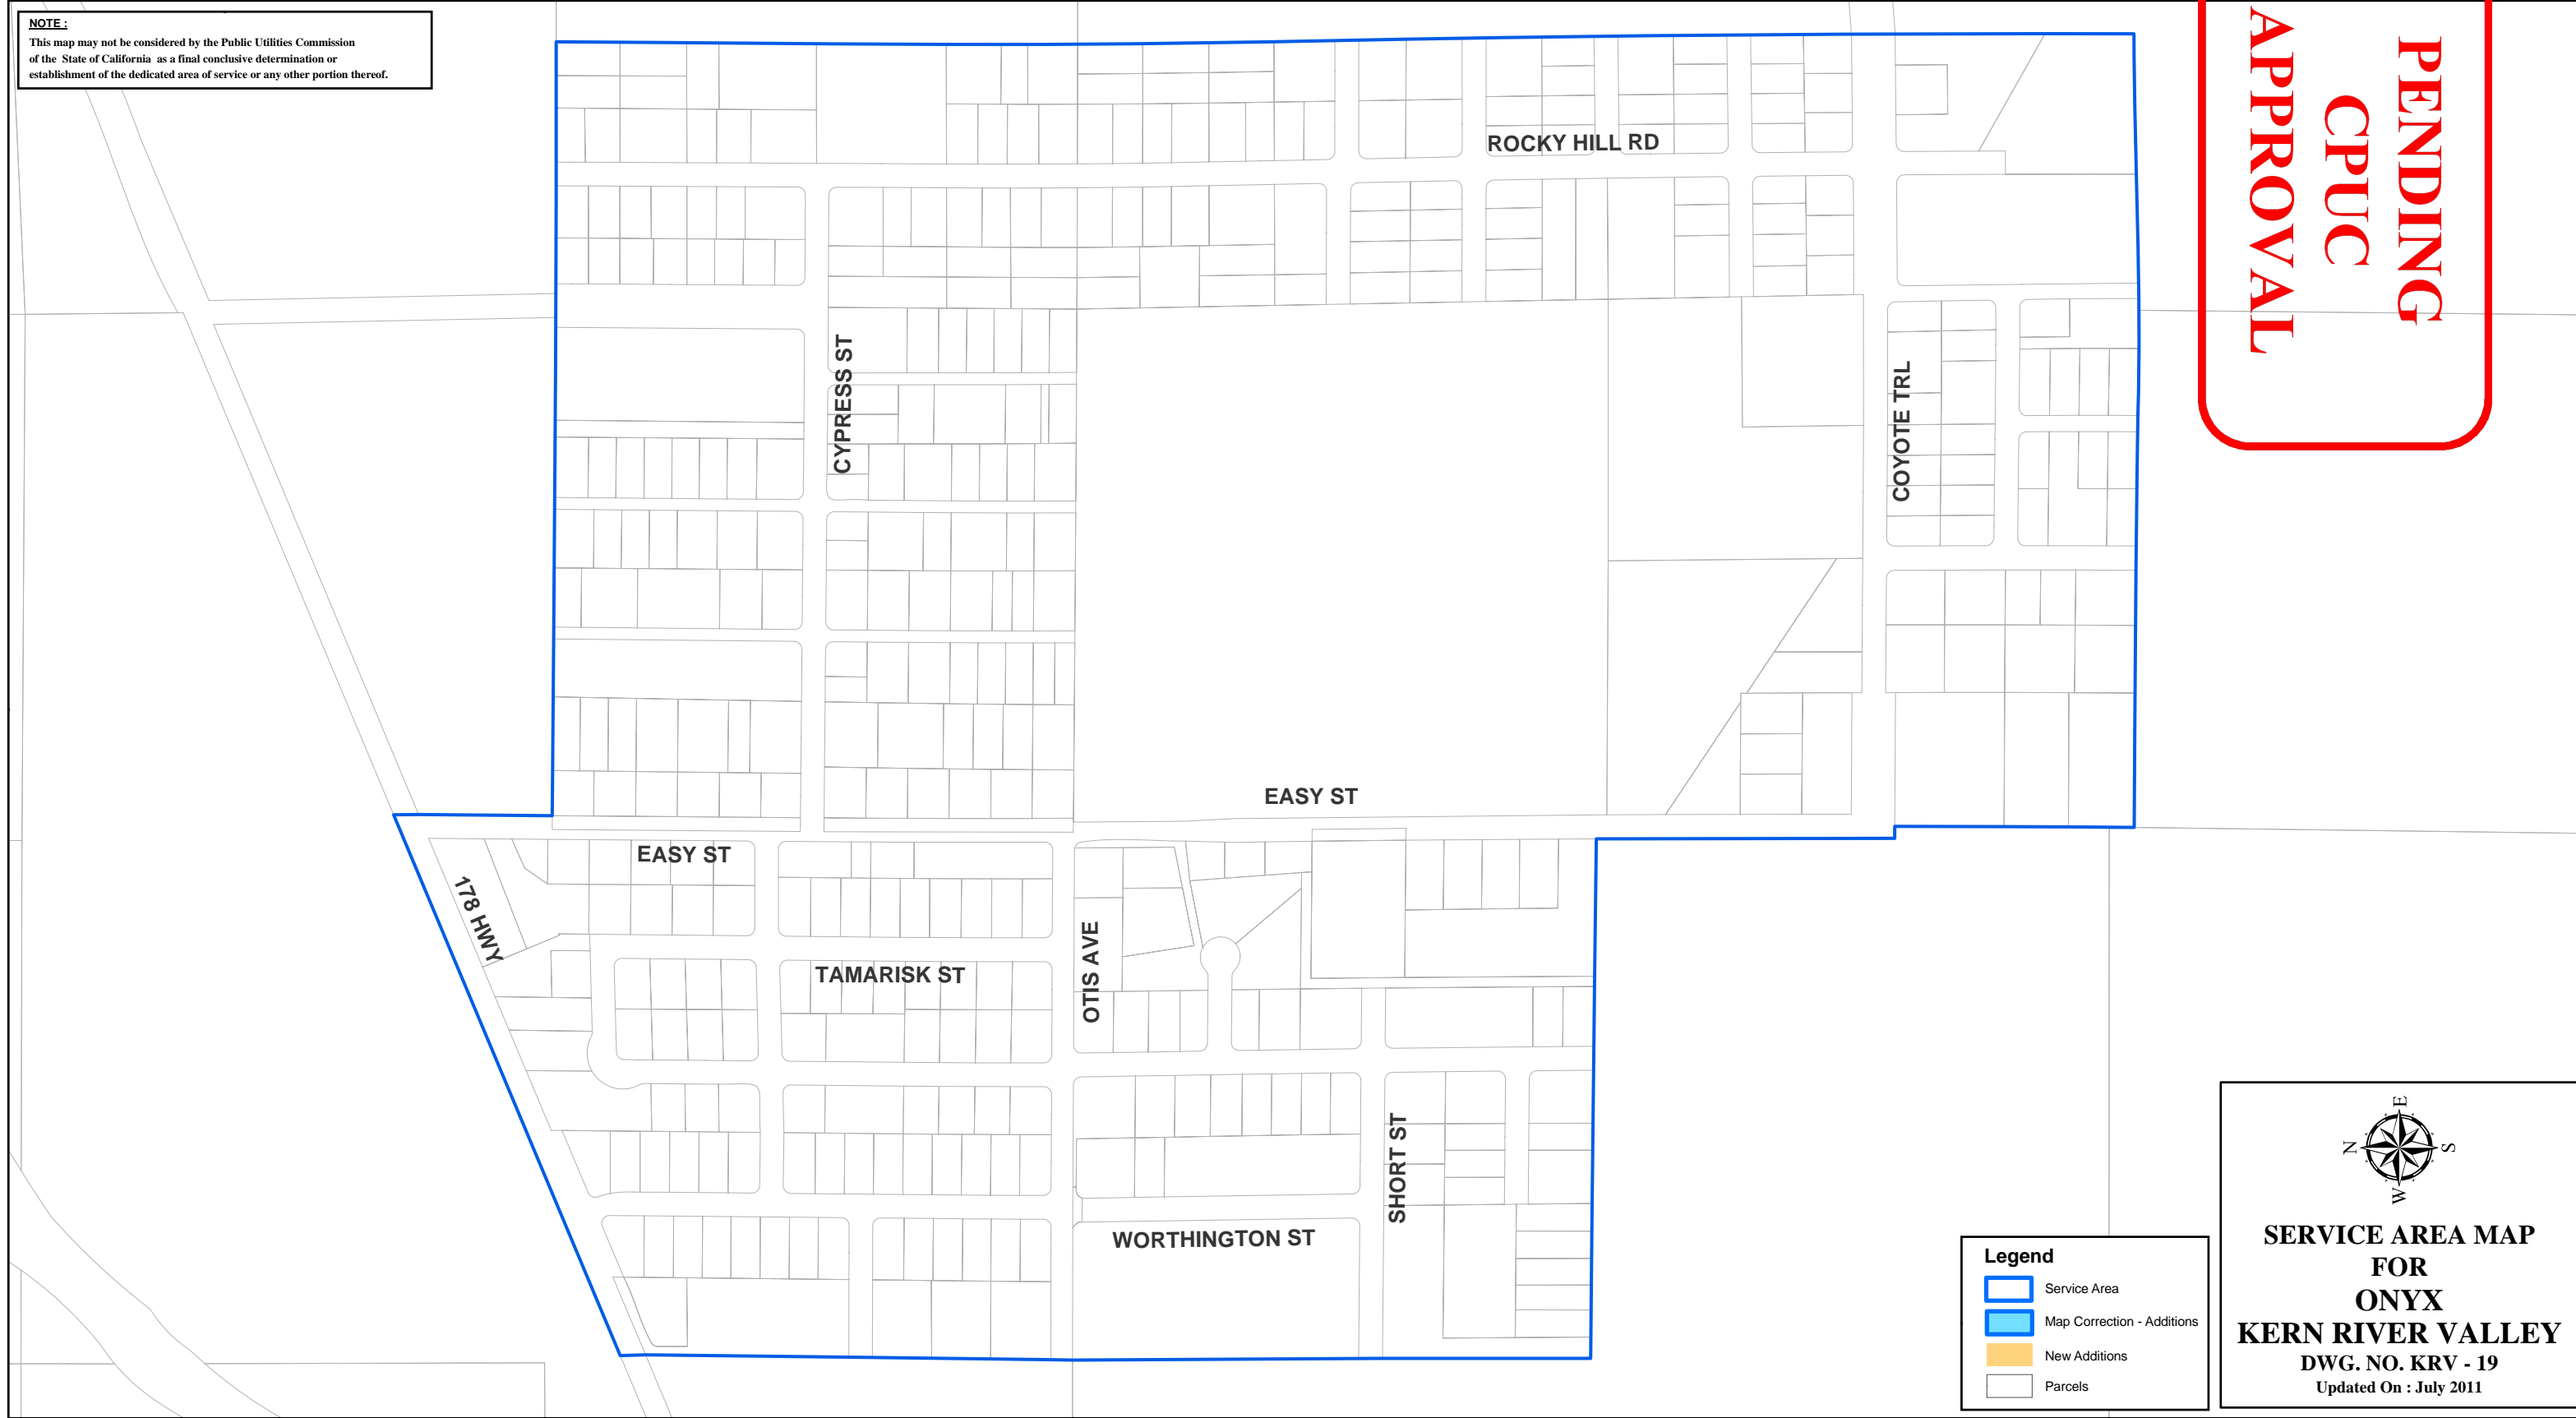 NOTE :
This map may not be considered by the Public Utilities Commission
of the State of California as a final conclusive determination or
establishment of the dedicated area of service or any other portion thereof.
PENDING
CPUC
APPROVAL
ROCKY HILL RD
CYPRESS ST
COYOTE TRL
EASY ST
EASY ST
178 HWY
TAMARISK ST
OTIS AVE
SHORT ST
WORTHINGTON ST
Legend
Service Area
Map Correction - Additions
New Additions
Parcels
E
N
S
W
SERVICE AREA MAP
FOR
ONYX
KERN RIVER VALLEY
DWG. NO. KRV - 19
Updated On : July 2011